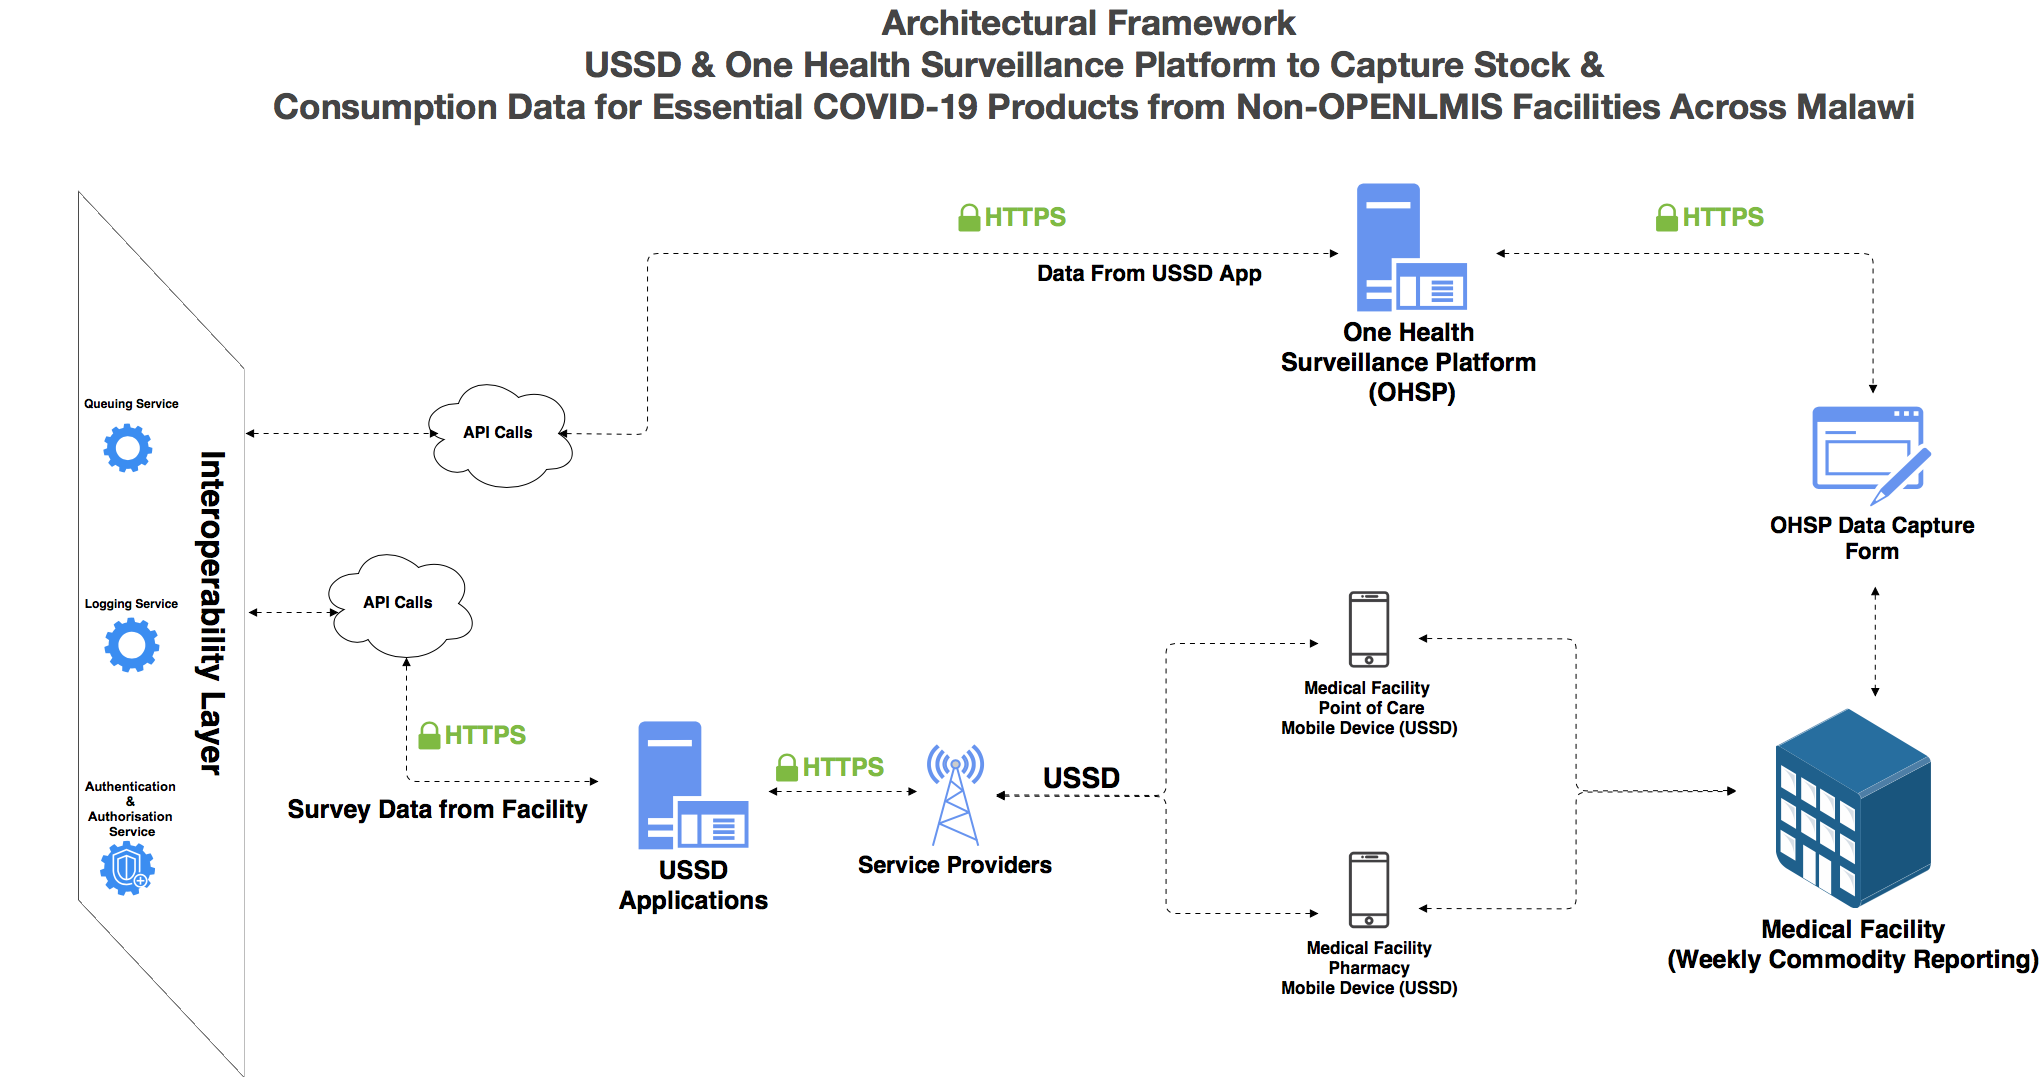 Architectural Framework
USSD & One Health Surveillance Platform to Capture Stock &
Consumption Data for Essential COVID-19 Products from Non-OPENLMIS Facilities Across Malawi
HTTPS
HTTPS
Data From USSD App
One Health
Surveillance Platform
(OHSP)
Queuing Service
API Calls
Interoperability Layer
OHSP Data Capture
Form
Logging Service
API Calls
Medical Facility
Point of Care
Mobile Device (USSD)
HTTPS
HTTPS
USSD
Survey Data from Facility
Authentication
&
Authorisation
Service
USSD
Applications
Service Providers
Medical Facility
Pharmacy
Mobile Device (USSD)
Medical Facility
(Weekly Commodity Reporting)